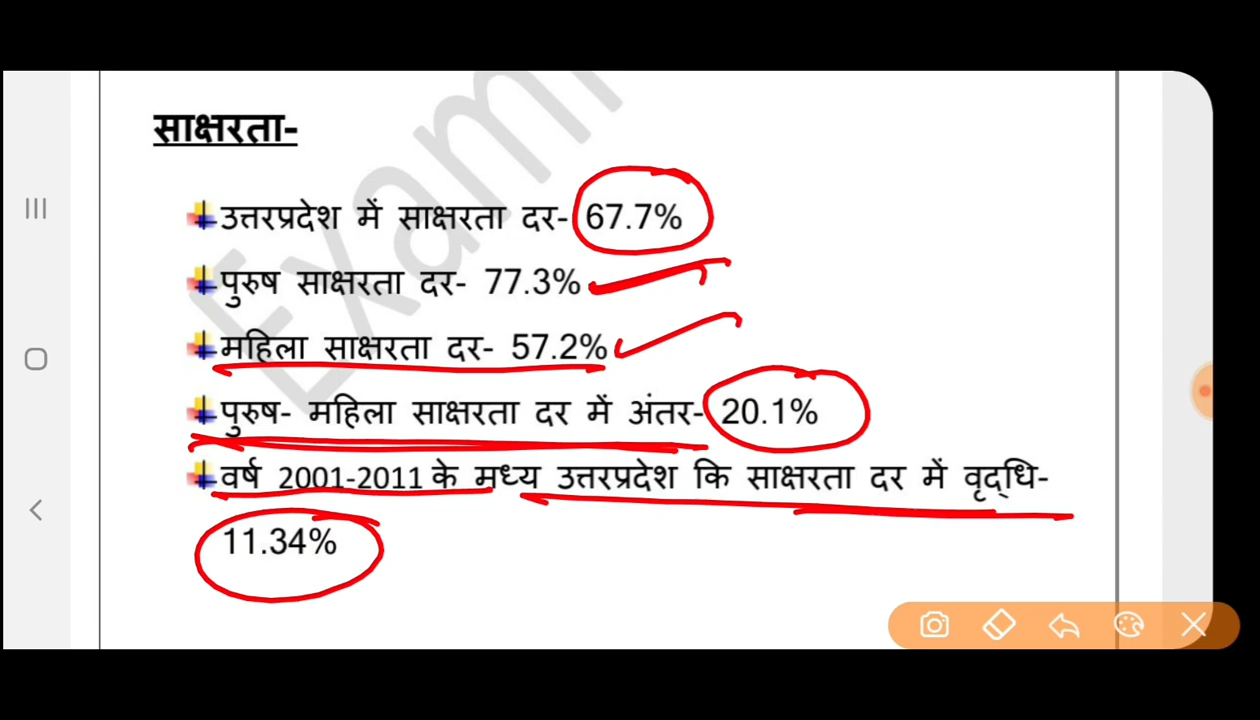 साक्षरता-
उत्तरप्रदेश में साक्षरता दर- 67.7%
पुरुष साक्षरता दर- 77.3%
महिला साक्षरता दर- 57.2%
पुरुष- महिला साक्षरता दर में अंतर- 20.1%
वर्ष 2001-2011 के मध्य उत्तरप्रदेश कि साक्षरता दर में वृद्धि-
11.34%
Exam